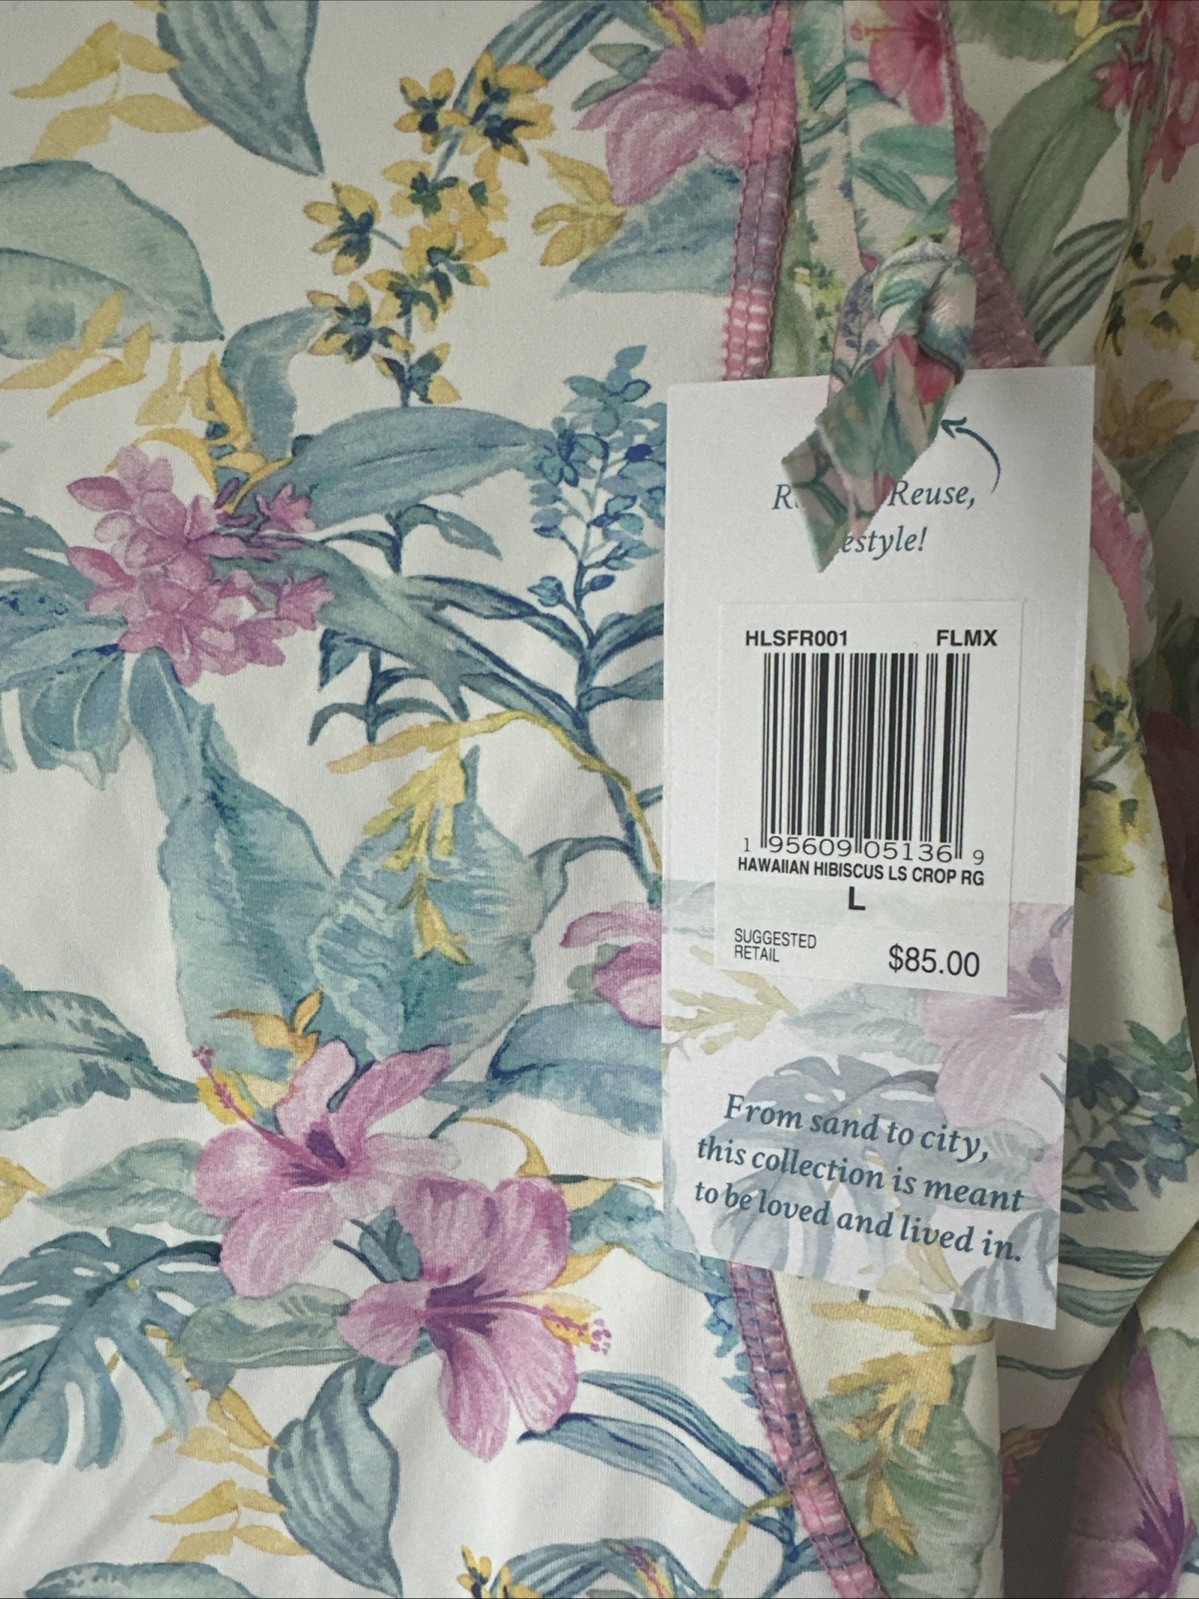 Reuse,
HLSFR001 FLMX
1 95609 05136 9
HAWAIIAN HIBISCUS LS CROP RG
L
SUGGESTED
RETAIL $85.00
From sand to city,
this collection is meant
to be loved and lived in.